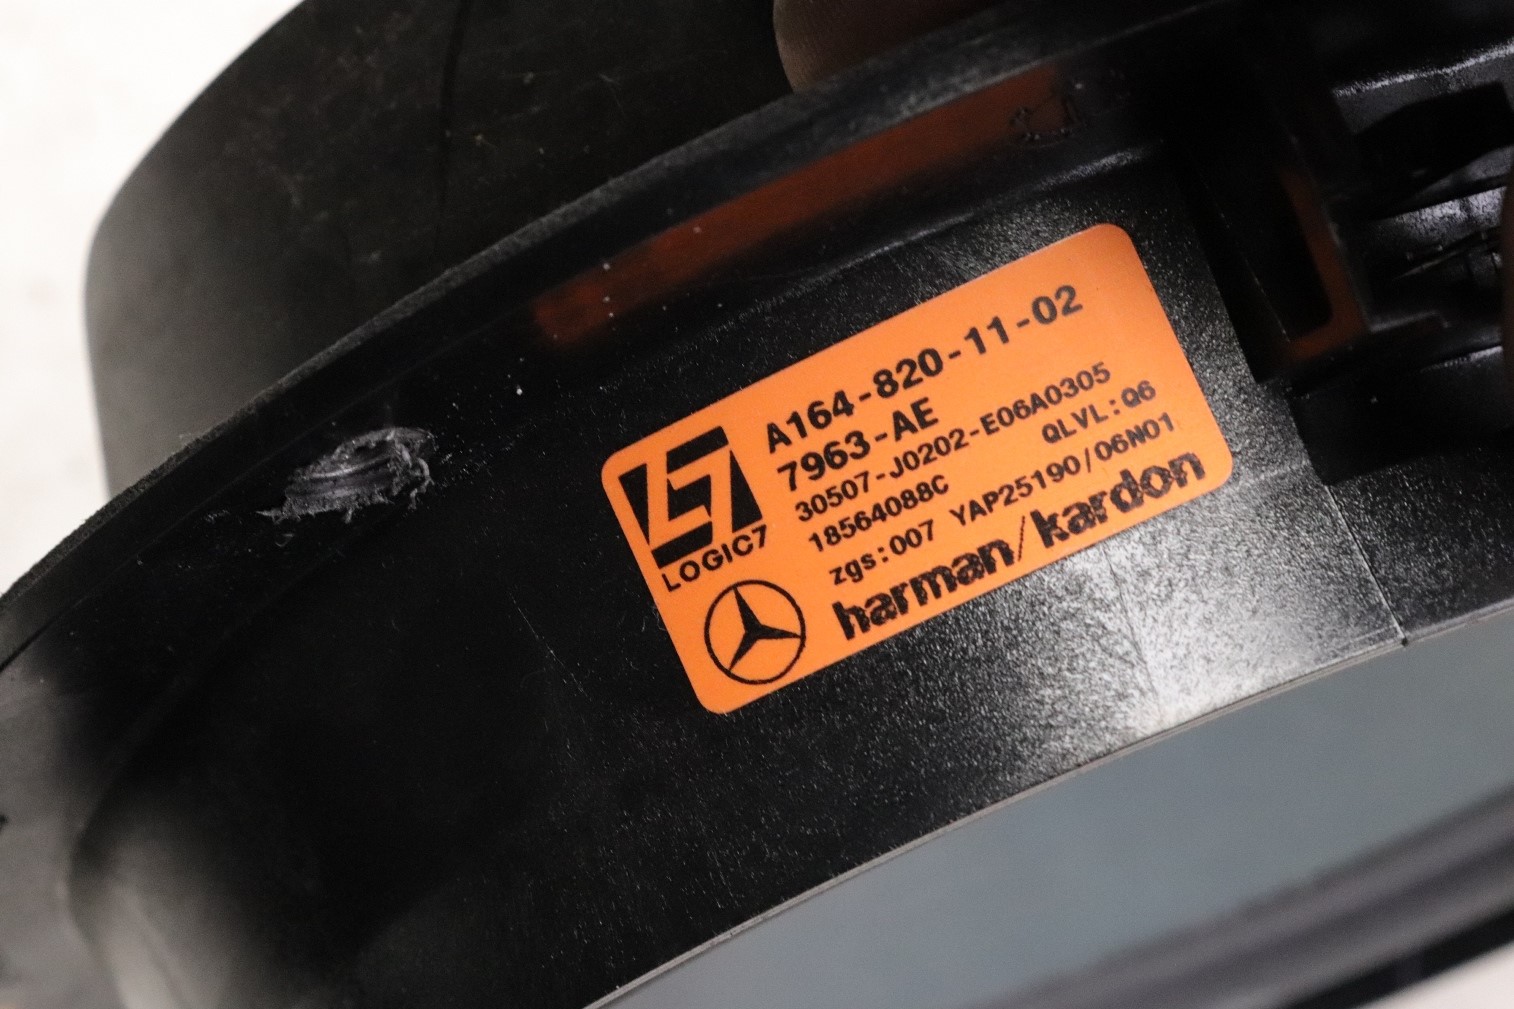 A164-820-11-02
7963-AE
30507-J0202-E06A0305
QLVL:Q6
18564088C
zgs:007 YAP25190/06N01
L7
LOGIC7
harman/kardon